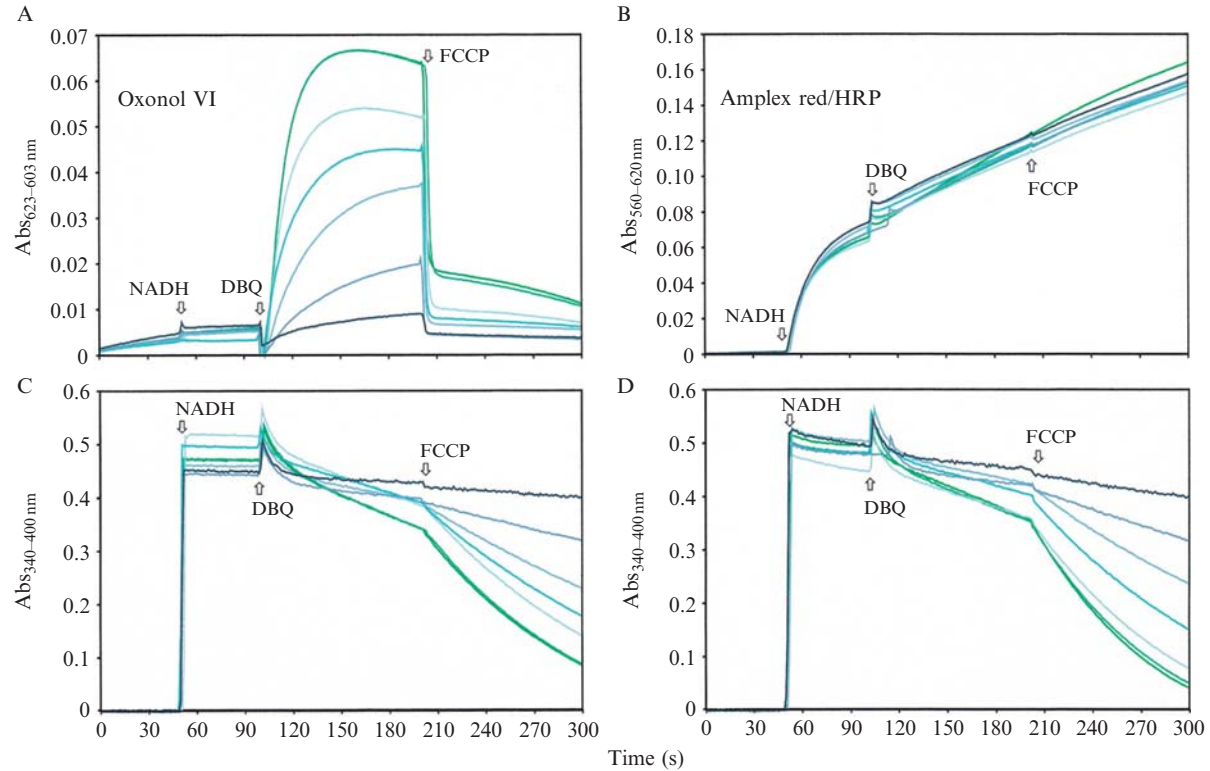 A
Abs623–603 nm
0.07
0.06
0.05
0.04
0.03
0.02
0.01
0
Oxonol VI
NADH
DBQ
FCCP
B
Abs560–620 nm
0.18
0.16
0.14
0.12
0.10
0.08
0.06
0.04
0.02
0
Amplex red/HRP
NADH
DBQ
FCCP
C
Abs340–400 nm
0.6
0.5
0.4
0.3
0.2
0.1
0
NADH
DBQ
FCCP
0 30 60 90 120 150 180 210 240 270 300
D
Abs340–400 nm
0.6
0.5
0.4
0.3
0.2
0.1
0
NADH
DBQ
FCCP
0 30 60 90 120 150 180 210 240 270 300
Time (s)